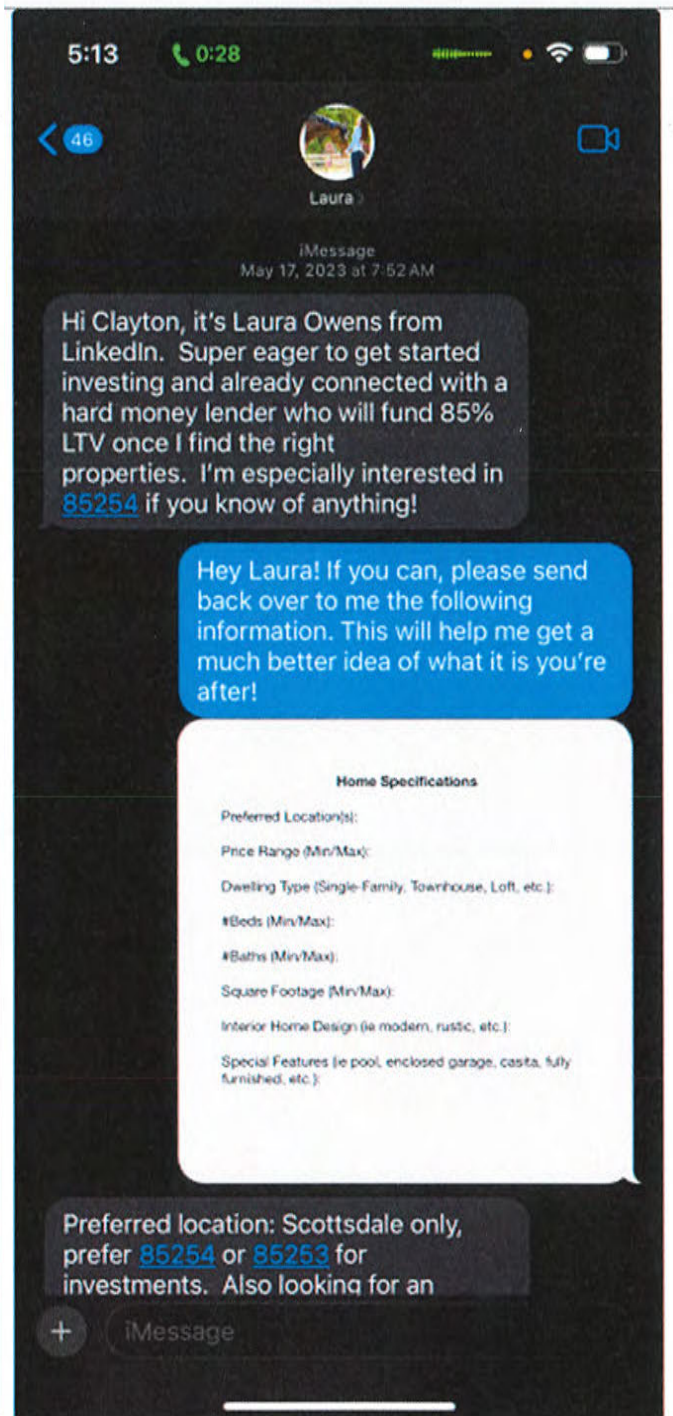 5:13
0:28
46
Laura
iMessage
May 17, 2023 at 7:52 AM
Hi Clayton, it's Laura Owens from
LinkedIn.  Super eager to get started
investing and already connected with a
hard money lender who will fund 85%
LTV once I find the right
properties.  I'm especially interested in
85254 if you know of anything!
Hey Laura! If you can, please send
back over to me the following
information. This will help me get a
much better idea of what it is you're
after!
Home Specifications
Preferred Location(s):
Price Range (Min/Max):
Dwelling Type (Single-Family, Townhouse, Loft, etc.):
#Beds (Min/Max):
#Baths (Min/Max):
Square Footage (Min/Max):
Interior Home Design (ie modern, rustic, etc.):
Special Features (ie pool, enclosed garage, casita, fully
furnished, etc.):
Preferred location: Scottsdale only,
prefer 85254 or 85253 for
investments.  Also looking for an
iMessage